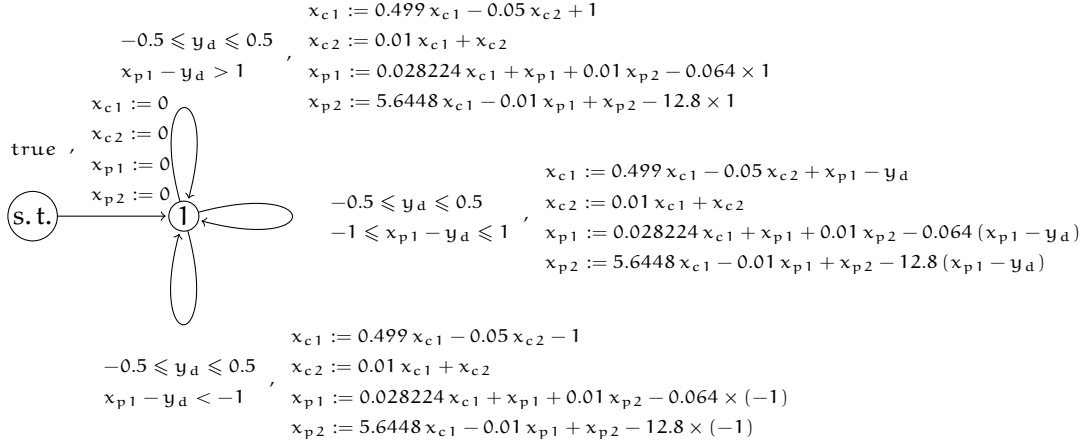 x_{c1} := 0.499 x_{c1} − 0.05 x_{c2} + 1
−0.5 ⩽ y_d ⩽ 0.5 , x_{c2} := 0.01 x_{c1} + x_{c2}
x_{p1} − y_d > 1 x_{p1} := 0.028224 x_{c1} + x_{p1} + 0.01 x_{p2} − 0.064 × 1
x_{p2} := 5.6448 x_{c1} − 0.01 x_{p1} + x_{p2} − 12.8 × 1
x_{c1} := 0
x_{c2} := 0
true ,
x_{p1} := 0
x_{p2} := 0
s.t.
1
x_{c1} := 0.499 x_{c1} − 0.05 x_{c2} + x_{p1} − y_d
−0.5 ⩽ y_d ⩽ 0.5 , x_{c2} := 0.01 x_{c1} + x_{c2}
−1 ⩽ x_{p1} − y_d ⩽ 1 x_{p1} := 0.028224 x_{c1} + x_{p1} + 0.01 x_{p2} − 0.064 (x_{p1} − y_d)
x_{p2} := 5.6448 x_{c1} − 0.01 x_{p1} + x_{p2} − 12.8 (x_{p1} − y_d)
x_{c1} := 0.499 x_{c1} − 0.05 x_{c2} − 1
−0.5 ⩽ y_d ⩽ 0.5 , x_{c2} := 0.01 x_{c1} + x_{c2}
x_{p1} − y_d < −1 x_{p1} := 0.028224 x_{c1} + x_{p1} + 0.01 x_{p2} − 0.064 × (−1)
x_{p2} := 5.6448 x_{c1} − 0.01 x_{p1} + x_{p2} − 12.8 × (−1)